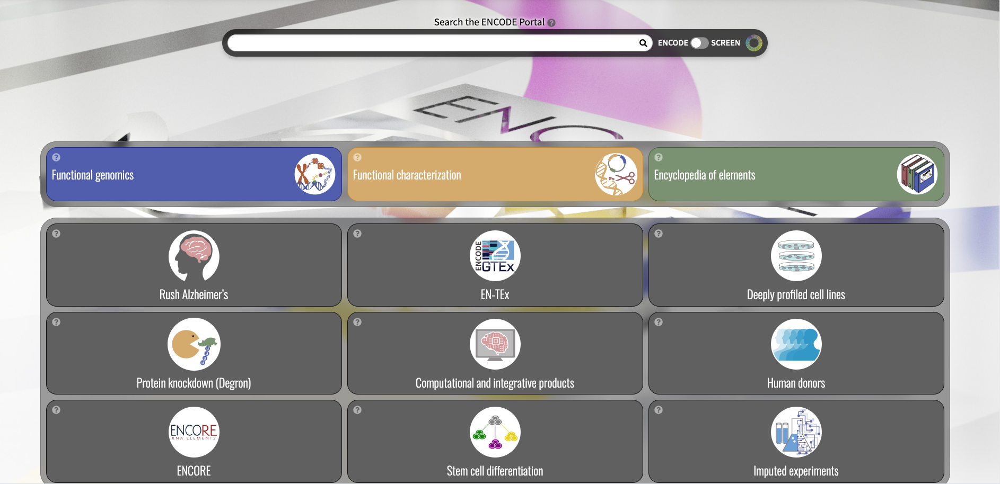 Search the ENCODE Portal ?
ENCODE SCREEN
ENO
? ? ?
Functional genomics
Functional characterization
Encyclopedia of elements
? ? ?
ENCODE
GTEx
Rush Alzheimer’s
EN-TEx
Deeply profiled cell lines
? ? ?
U
U
U
U
Protein knockdown (Degron)
Computational and integrative products
Human donors
? ? ?
ENCORE
RNA ELEMENTS
ENCORE
Stem cell differentiation
Imputed experiments